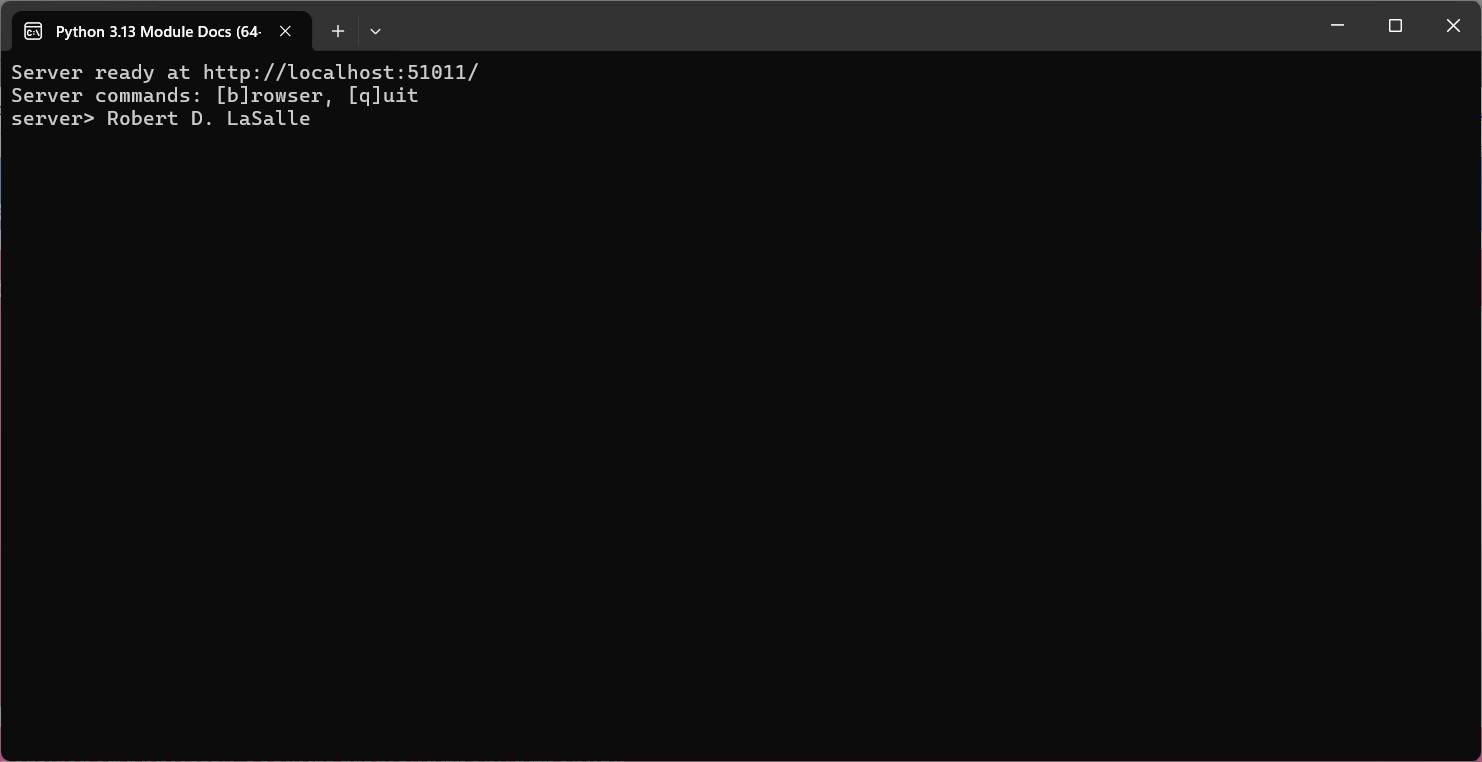 Python 3.13 Module Docs (64-
Server ready at http://localhost:51011/
Server commands: [b]rowser, [q]uit
server> Robert D. LaSalle